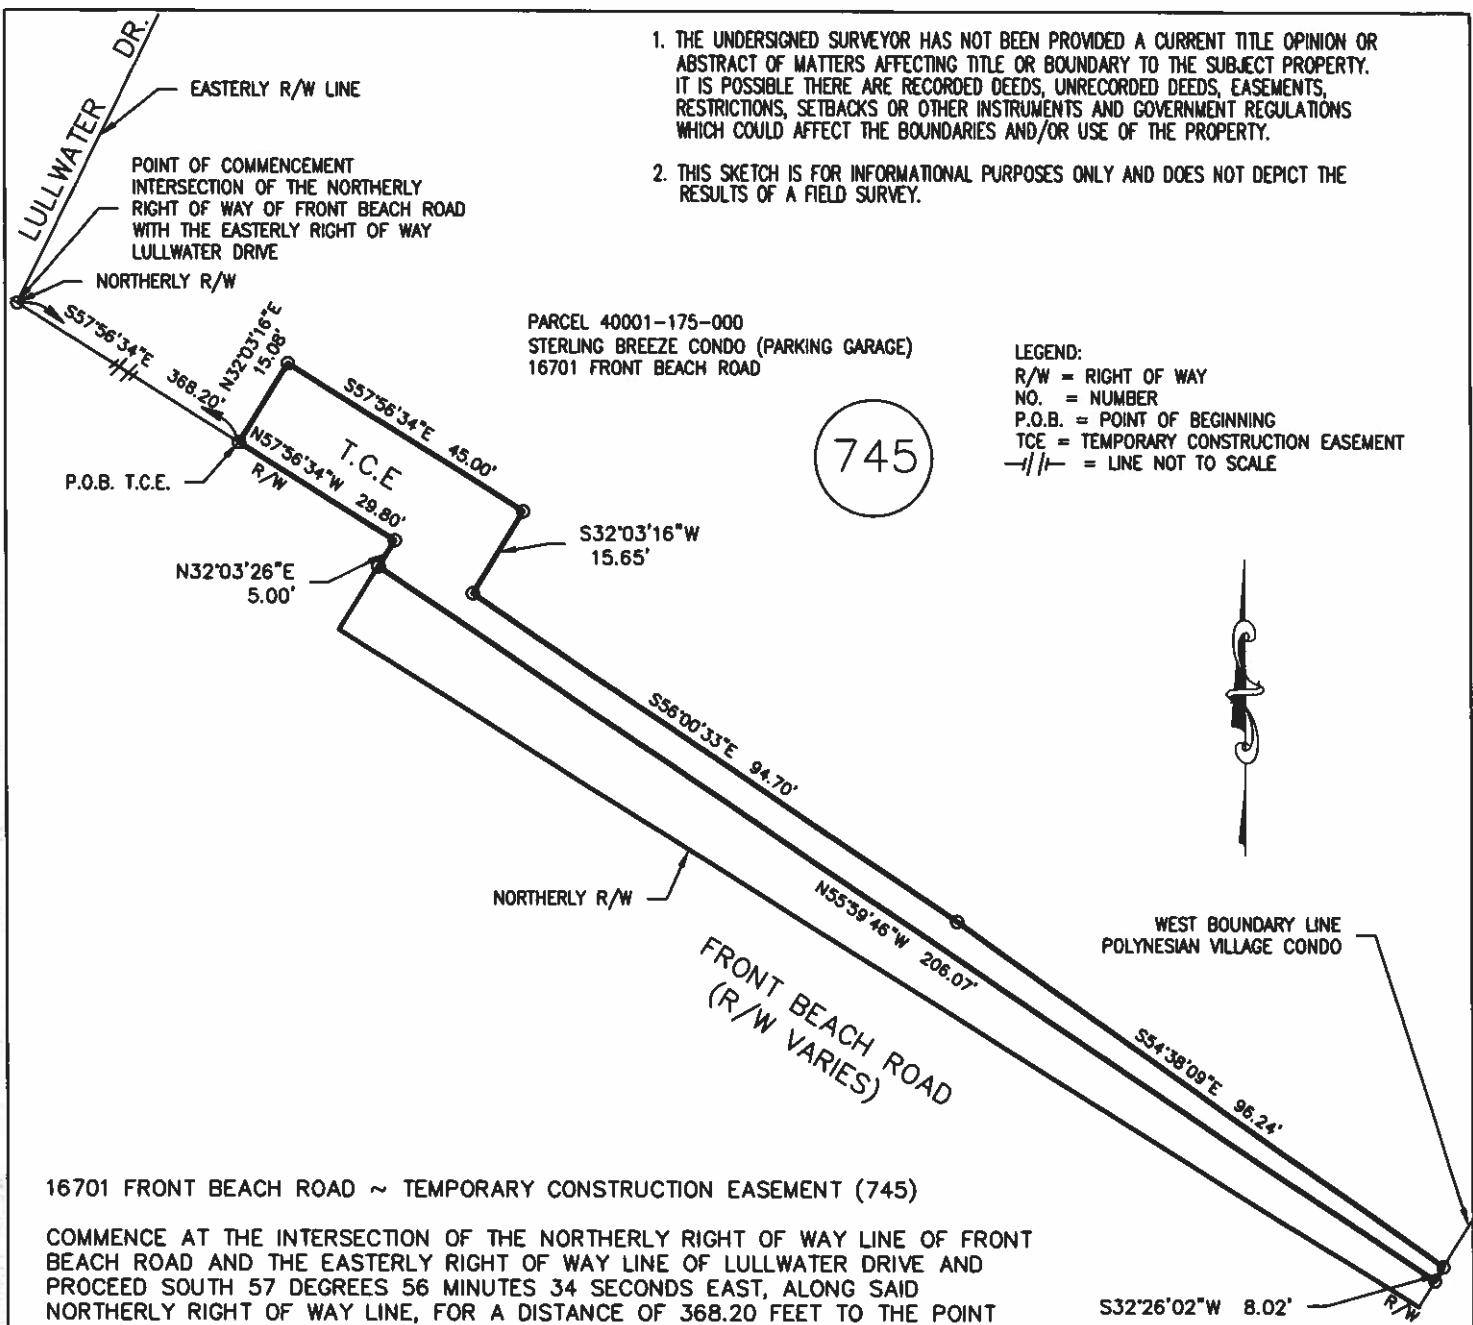 1. THE UNDERSIGNED SURVEYOR HAS NOT BEEN PROVIDED A CURRENT TITLE OPINION OR
ABSTRACT OF MATTERS AFFECTING TITLE OR BOUNDARY TO THE SUBJECT PROPERTY.
IT IS POSSIBLE THERE ARE RECORDED DEEDS, UNRECORDED DEEDS, EASEMENTS,
RESTRICTIONS, SETBACKS OR OTHER INSTRUMENTS AND GOVERNMENT REGULATIONS
WHICH COULD AFFECT THE BOUNDARIES AND/OR USE OF THE PROPERTY.
2. THIS SKETCH IS FOR INFORMATIONAL PURPOSES ONLY AND DOES NOT DEPICT THE
RESULTS OF A FIELD SURVEY.
LULLWATER DR.
EASTERLY R/W LINE
POINT OF COMMENCEMENT
INTERSECTION OF THE NORTHERLY
RIGHT OF WAY OF FRONT BEACH ROAD
WITH THE EASTERLY RIGHT OF WAY
LULLWATER DRIVE
NORTHERLY R/W
S57°56'34"E 368.20'
N32°03'16"E
15.08'
PARCEL 40001-175-000
STERLING BREEZE CONDO (PARKING GARAGE)
16701 FRONT BEACH ROAD
745
LEGEND:
R/W = RIGHT OF WAY
NO. = NUMBER
P.O.B. = POINT OF BEGINNING
TCE = TEMPORARY CONSTRUCTION EASEMENT
= LINE NOT TO SCALE
S57°56'34"E 45.00'
T.C.E
N57°56'34"W 29.80'
R/W
P.O.B. T.C.E.
S32°03'16"W
15.65'
N32°03'26"E
5.00'
S56°00'33"E 94.70'
NORTHERLY R/W
N55°59'46"W 206.07'
FRONT BEACH ROAD
(R/W VARIES)
WEST BOUNDARY LINE
POLYNESIAN VILLAGE CONDO
S54°38'09"E 96.24'
S32°26'02"W 8.02'
R/W
16701 FRONT BEACH ROAD ~ TEMPORARY CONSTRUCTION EASEMENT (745)
COMMENCE AT THE INTERSECTION OF THE NORTHERLY RIGHT OF WAY LINE OF FRONT
BEACH ROAD AND THE EASTERLY RIGHT OF WAY LINE OF LULLWATER DRIVE AND
PROCEED SOUTH 57 DEGREES 56 MINUTES 34 SECONDS EAST, ALONG SAID
NORTHERLY RIGHT OF WAY LINE, FOR A DISTANCE OF 368.20 FEET TO THE POINT